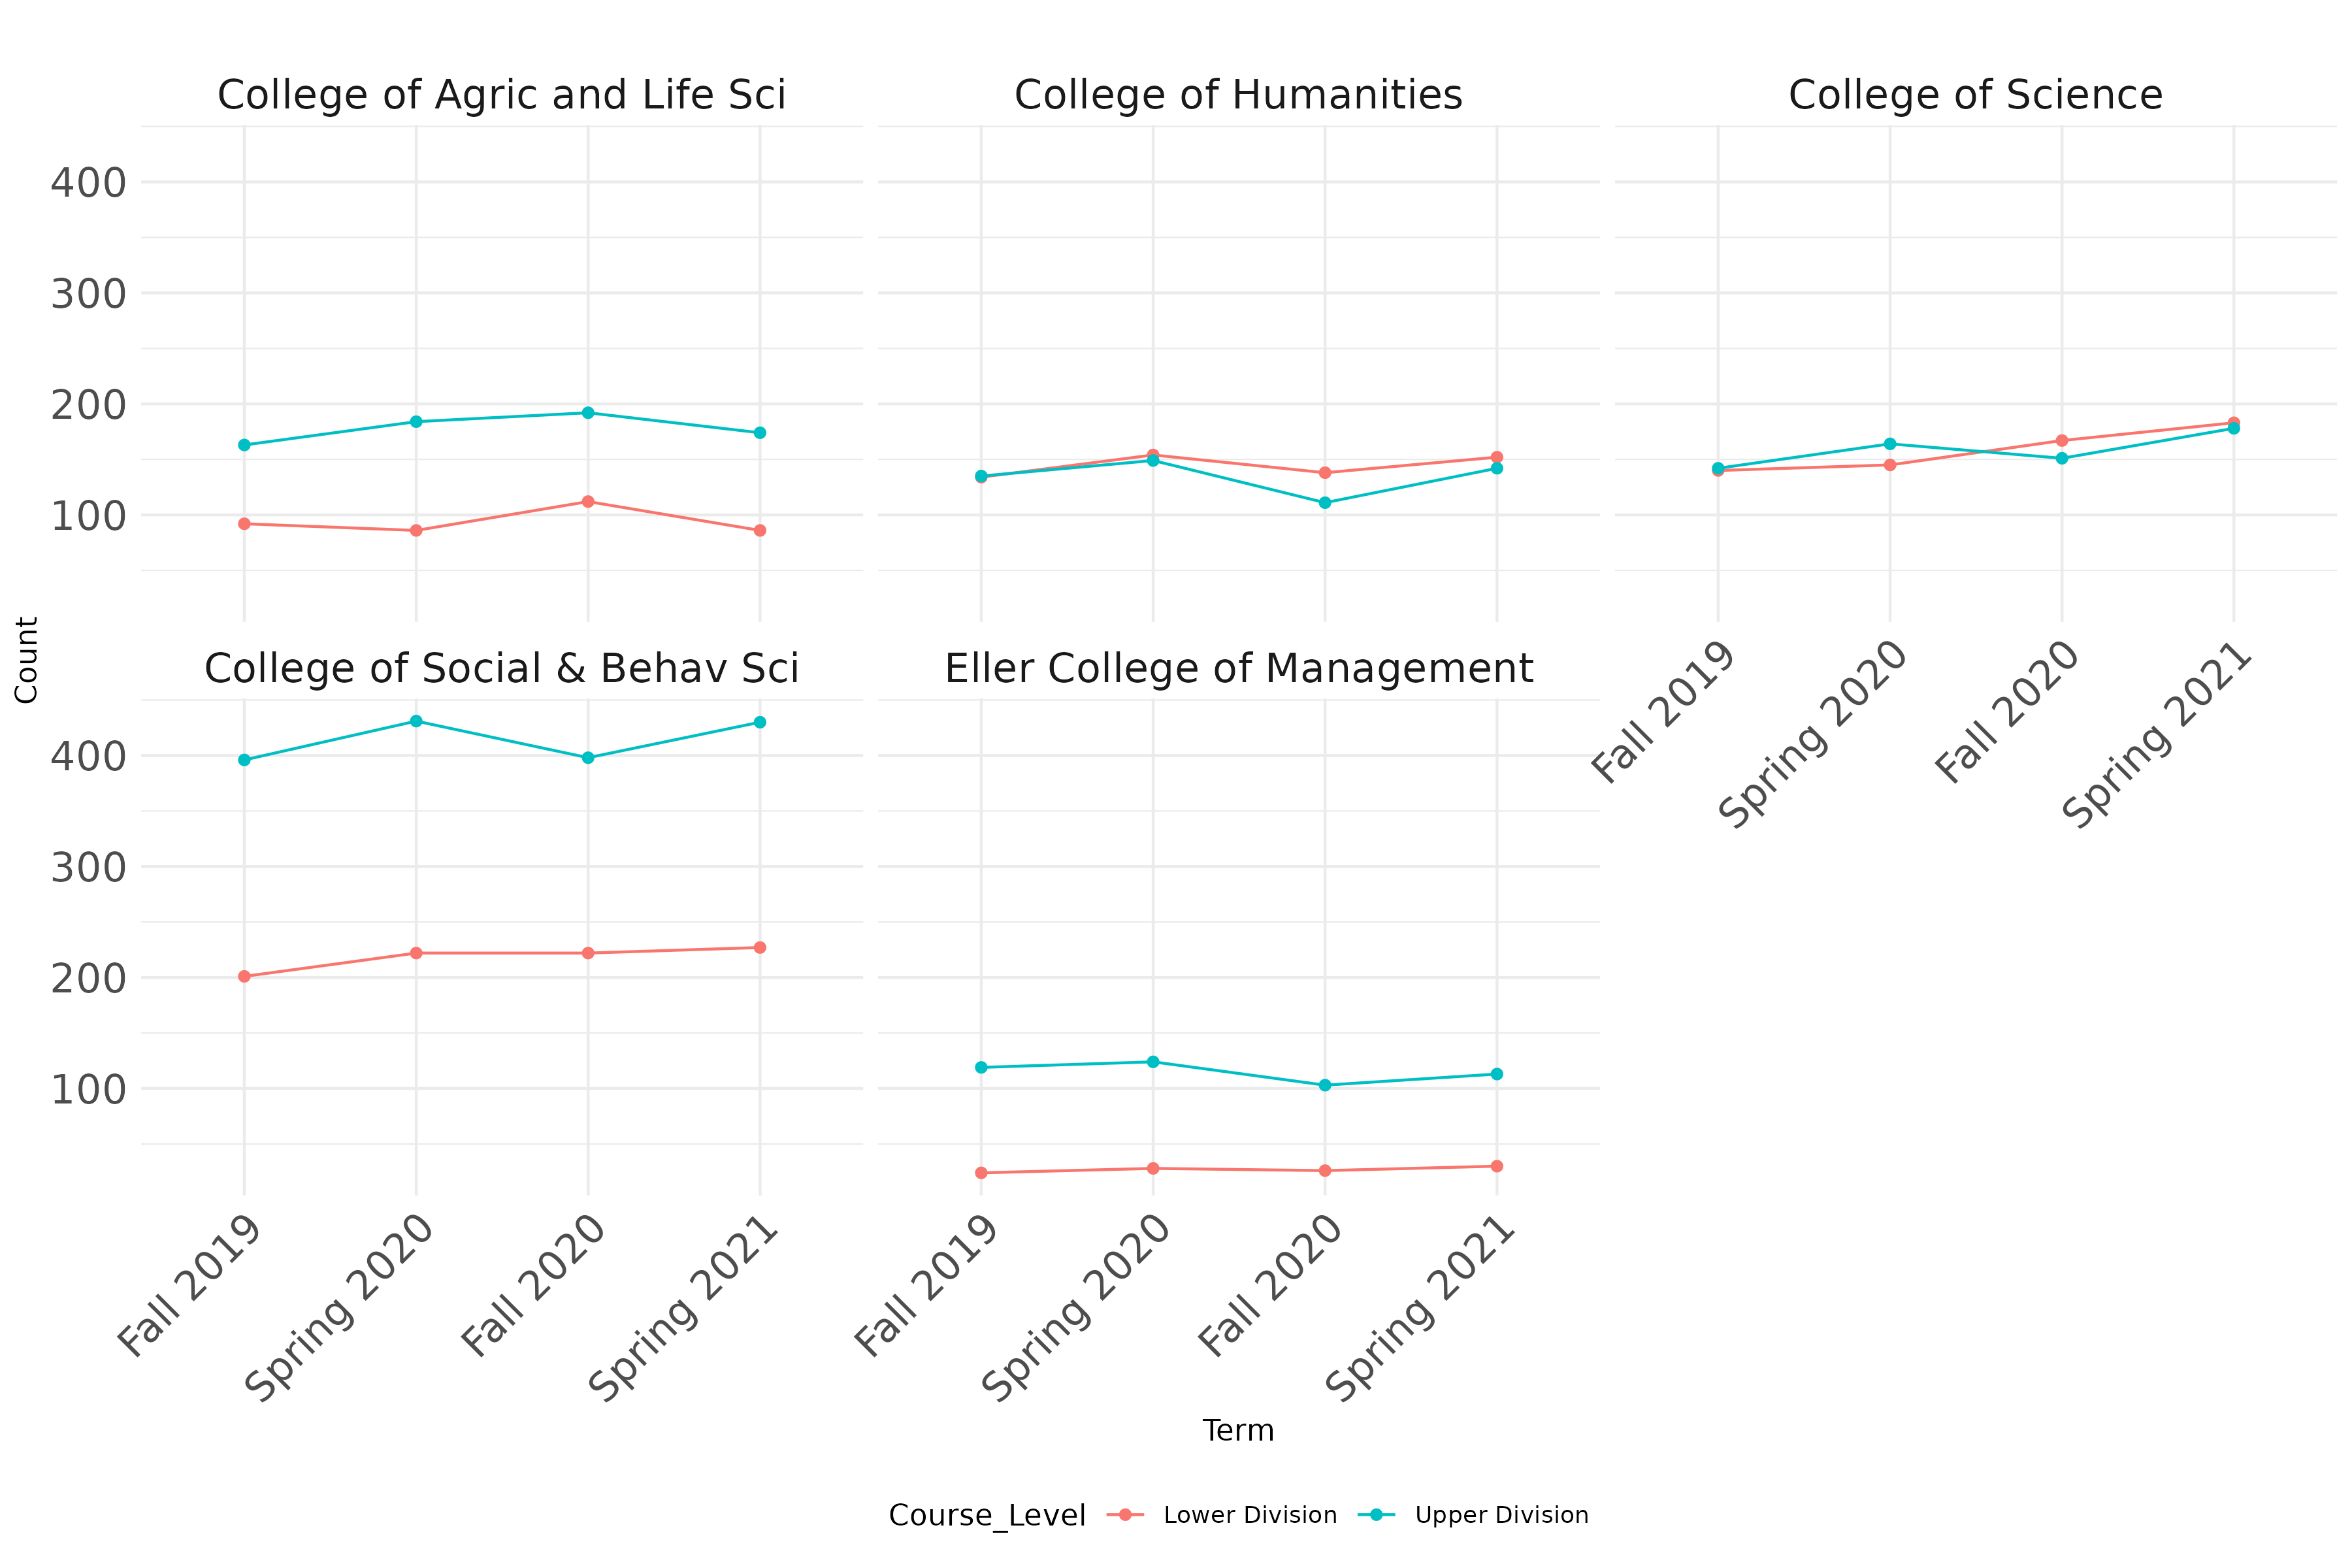 College of Agric and Life Sci
College of Humanities
College of Science
400
300
200
100
Fall 2019
Spring 2020
Fall 2020
Spring 2021
Count
College of Social & Behav Sci
Eller College of Management
400
300
200
100
Fall 2019
Spring 2020
Fall 2020
Spring 2021
Fall 2019
Spring 2020
Fall 2020
Spring 2021
Term
Course_Level Lower Division Upper Division